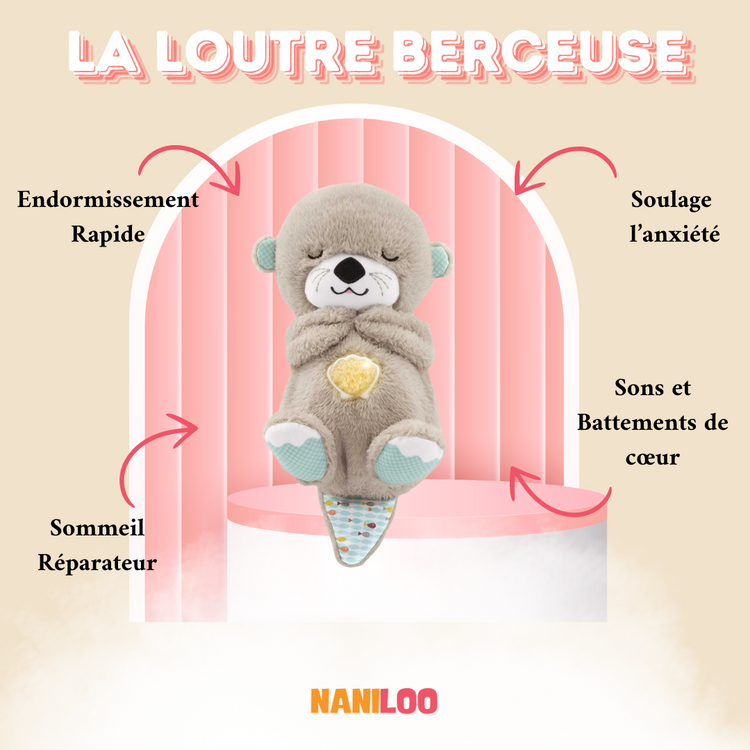 LA LOUTRE BERCEUSE
Endormissement
Rapide
Soulage
l'anxiété
Sons et
Battements de
cœur
Sommeil
Réparateur
NANILOO